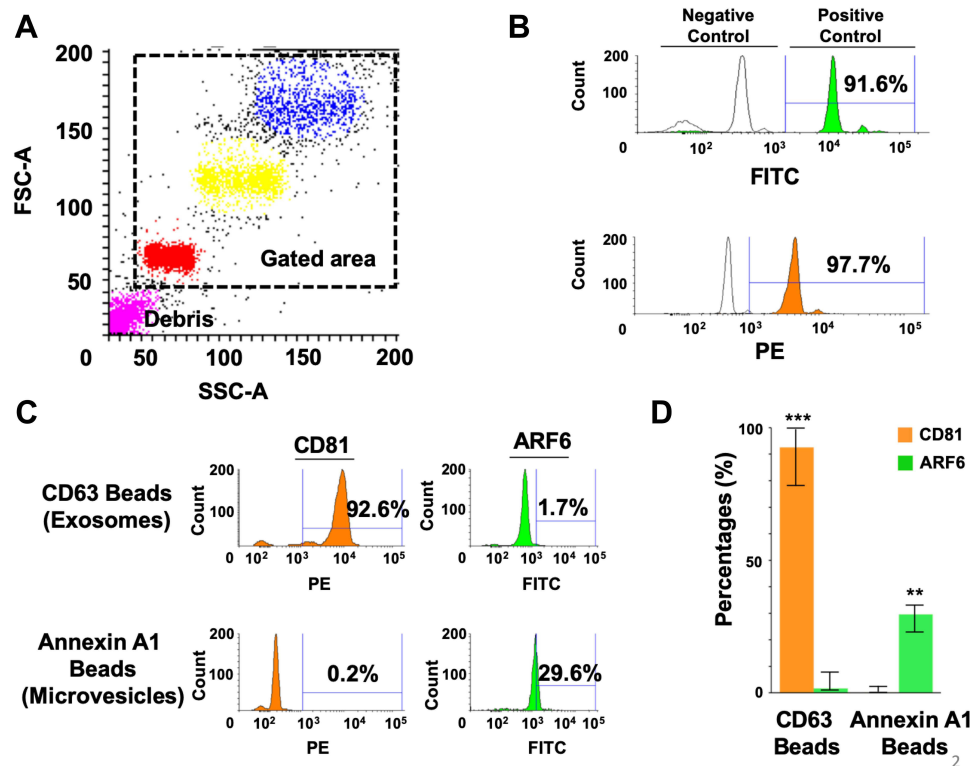 A
200
150
100
50
0
50
100
150
200
FSC-A
SSC-A
Gated area
Debris
B
Negative
Control
Positive
Control
200
100
0
Count
91.6%
10²
10³
10⁴
10⁵
FITC
200
100
0
Count
97.7%
10²
10³
10⁴
10⁵
PE
C
CD81
ARF6
CD63 Beads
(Exosomes)
200
100
0
Count
92.6%
10²
10³
10⁴
10⁵
PE
200
100
0
Count
1.7%
10²
10³
10⁴
10⁵
FITC
Annexin A1
Beads
(Microvesicles)
200
100
0
Count
0.2%
10²
10³
10⁴
10⁵
PE
200
100
0
Count
29.6%
10²
10³
10⁴
10⁵
FITC
D
100
50
0
Percentages (%)
***
**
CD81
ARF6
CD63
Beads
Annexin A1
Beads
2